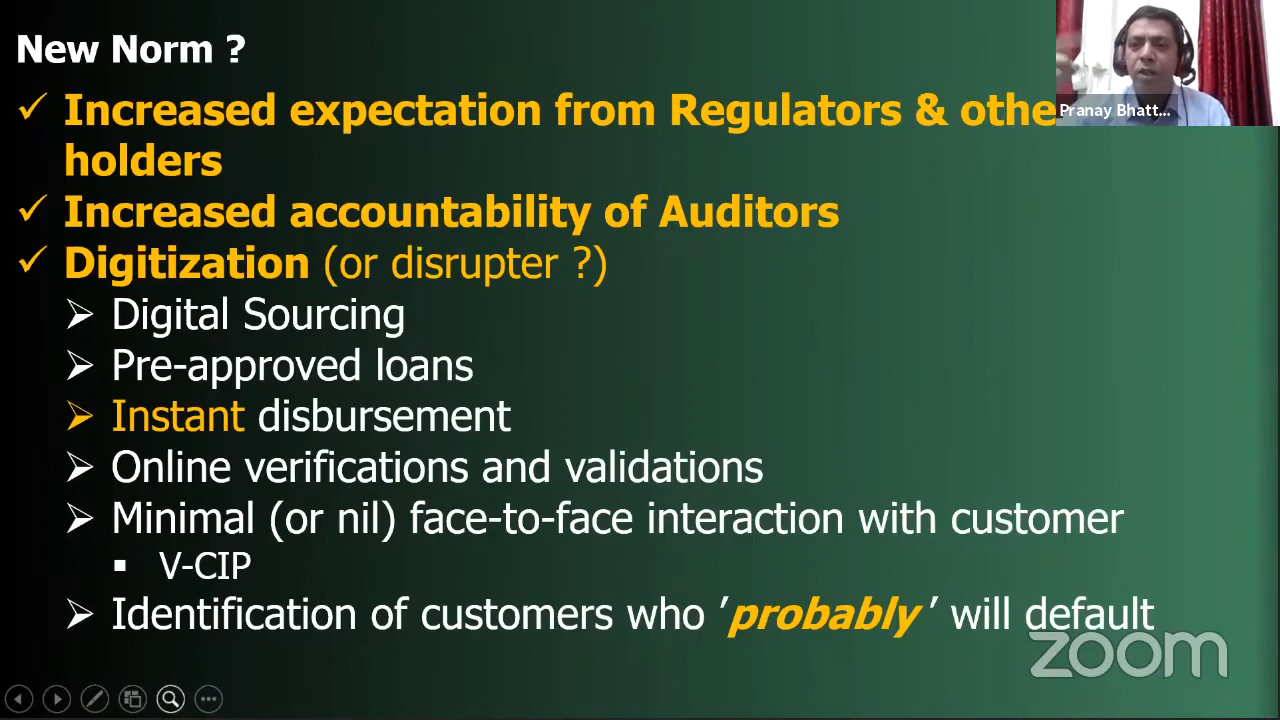 New Norm ?
✓ Increased expectation from Regulators & othe
holders
✓ Increased accountability of Auditors
✓ Digitization (or disrupter ?)
➢ Digital Sourcing
➢ Pre-approved loans
➢ Instant disbursement
➢ Online verifications and validations
➢ Minimal (or nil) face-to-face interaction with customer
▪ V-CIP
➢ Identification of customers who ’probably’ will default
Pranay Bhatt...
zoom